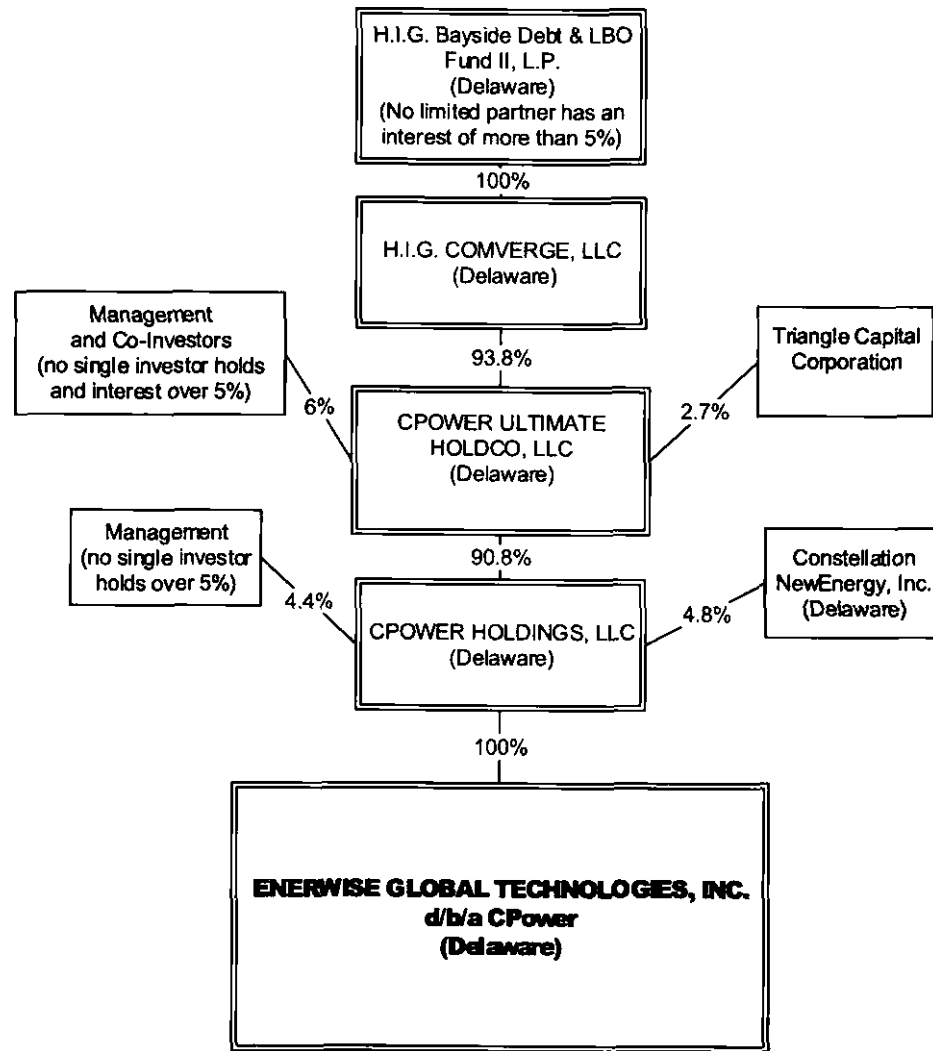 H.I.G. Bayside Debt & LBO
Fund II, L.P.
(Delaware)
(No limited partner has an
interest of more than 5%)
100%
H.I.G. COMVERGE, LLC
(Delaware)
Management
and Co-Investors
(no single investor holds
and interest over 5%)
93.8%
Triangle Capital
Corporation
6%
2.7%
CPOWER ULTIMATE
HOLDCO, LLC
(Delaware)
Management
(no single investor
holds over 5%)
90.8%
Constellation
NewEnergy, Inc.
(Delaware)
4.4%
4.8%
CPOWER HOLDINGS, LLC
(Delaware)
100%
ENERWISE GLOBAL TECHNOLOGIES, INC.
d/b/a CPower
(Delaware)